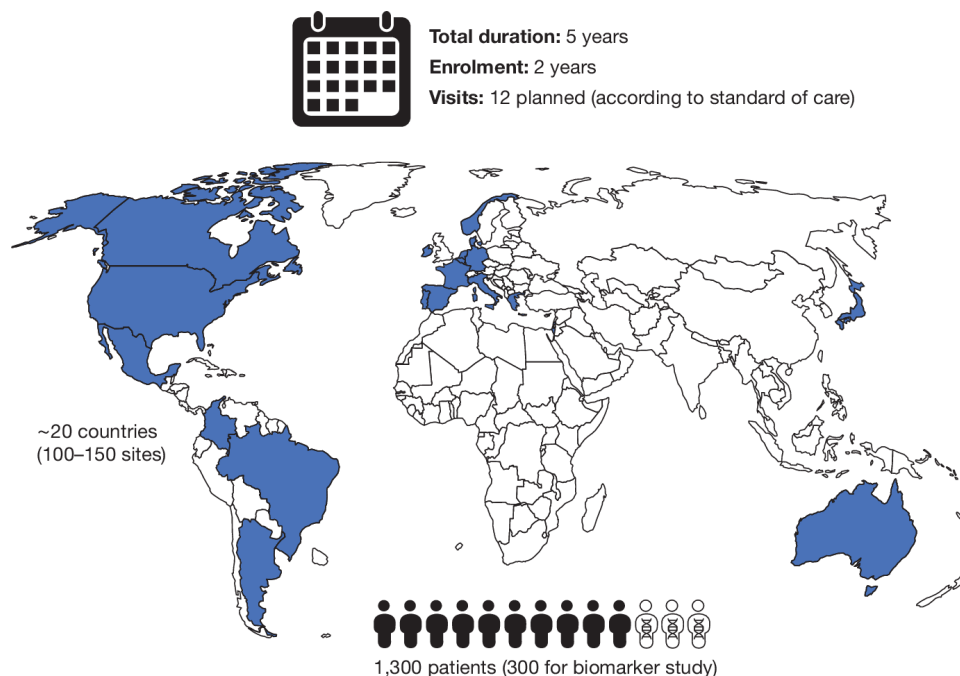 Total duration: 5 years
Enrolment: 2 years
Visits: 12 planned (according to standard of care)
~20 countries
(100–150 sites)
1,300 patients (300 for biomarker study)